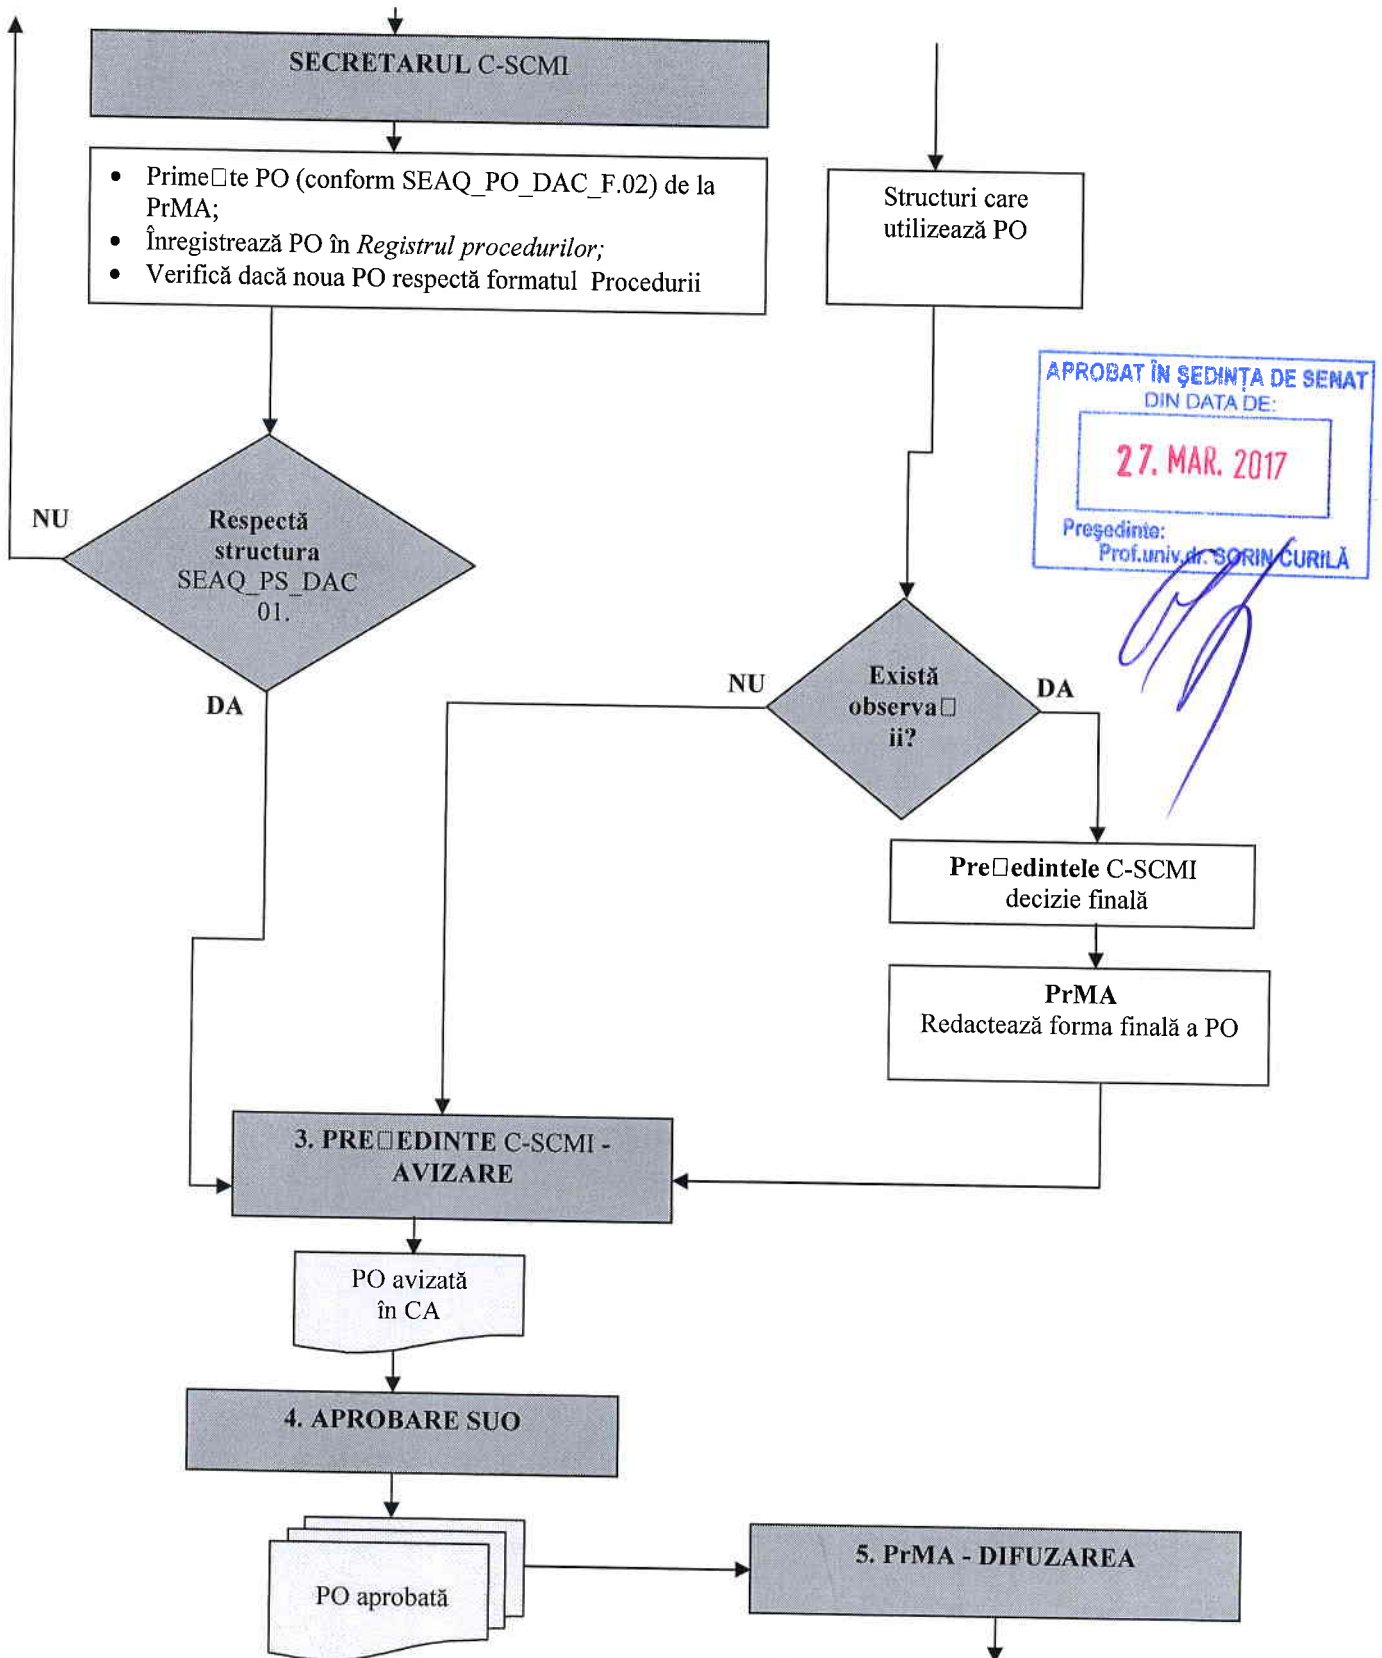 SECRETARUL C-SCMI
• Prime□te PO (conform SEAQ_PO_DAC_F.02) de la
PrMA;
• Înregistrează PO în Registrul procedurilor;
• Verifică dacă noua PO respectă formatul Procedurii
Structuri care
utilizează PO
APROBAT ÎN ŞEDINŢA DE SENAT
DIN DATA DE:
27. MAR. 2017
Preşedinte:
Prof.univ.dr. SORIN CURILĂ
NU
Respectă
structura
SEAQ_PS_DAC
01.
DA
NU
Există
observa□
ii?
DA
Pre□edintele C-SCMI
decizie finală
PrMA
Redactează forma finală a PO
3. PRE□EDINTE C-SCMI -
AVIZARE
PO avizată
în CA
4. APROBARE SUO
PO aprobată
5. PrMA - DIFUZAREA